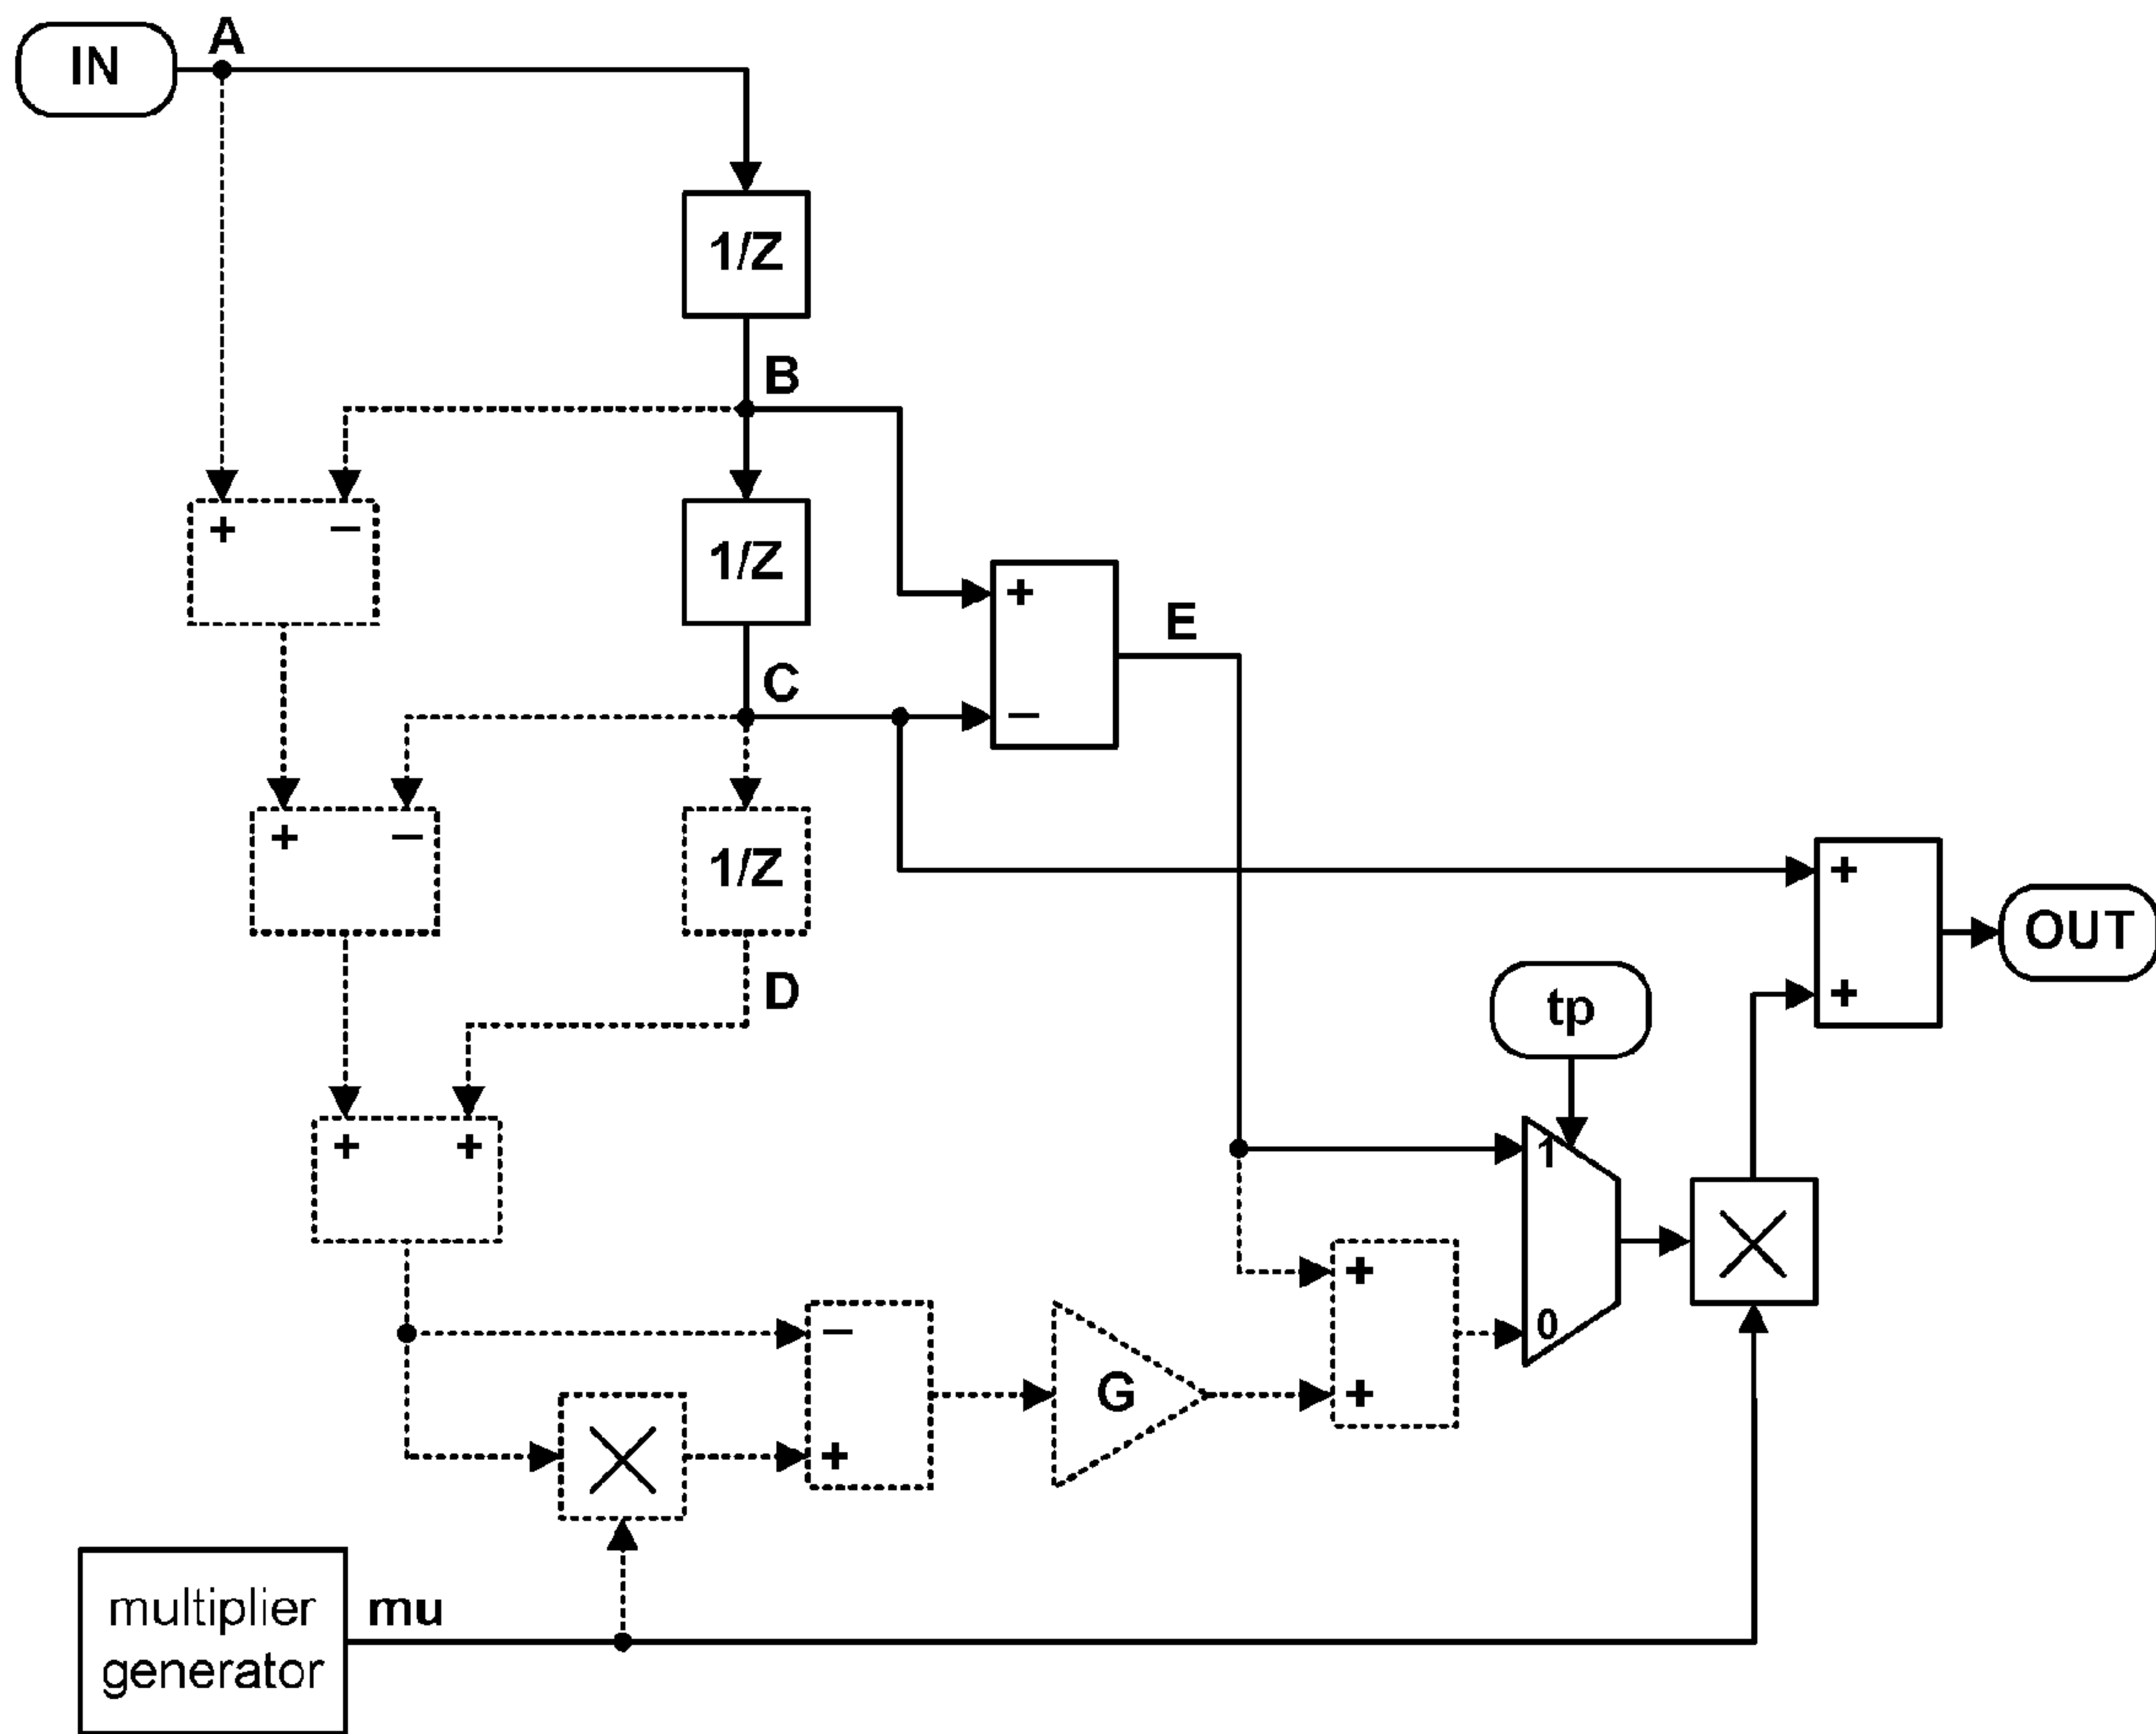 IN
A
1/Z
B
+ –
1/Z
+
E
C
–
+ –
1/Z
+
OUT
D
tp
+
+ +
1
+
0
–
G
+
+
multiplier
generator
mu